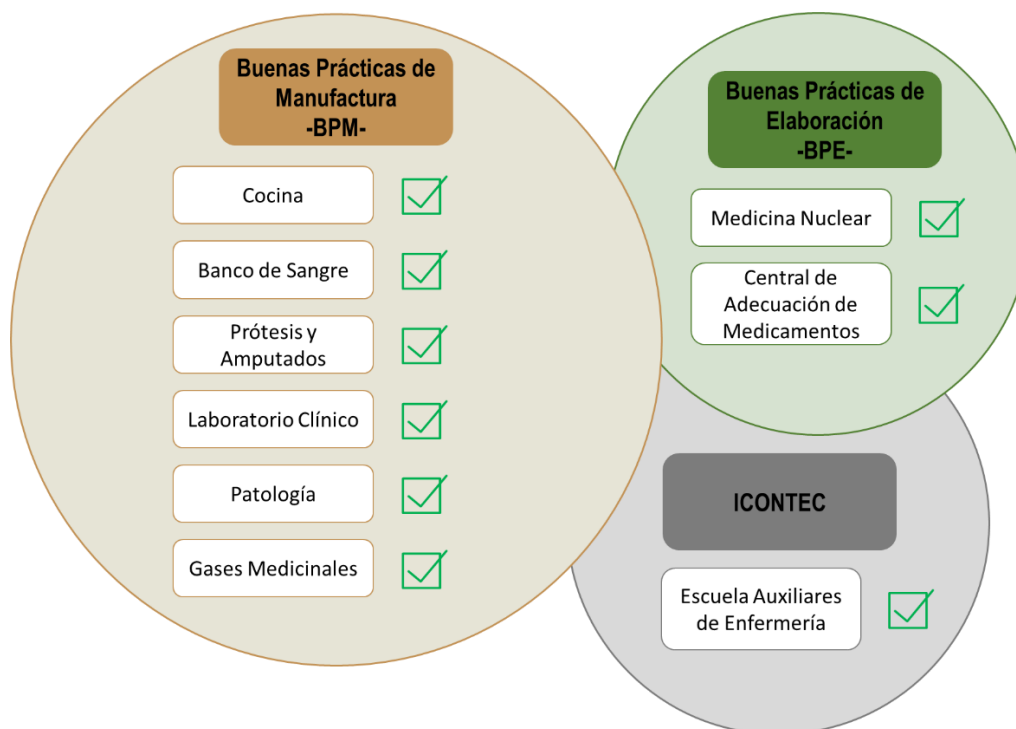 Buenas Prácticas de
Manufactura
-BPM-
Cocina
Banco de Sangre
Prótesis y
Amputados
Laboratorio Clínico
Patología
Gases Medicinales
Buenas Prácticas de
Elaboración
-BPE-
Medicina Nuclear
Central de
Adecuación de
Medicamentos
ICONTEC
Escuela Auxiliares
de Enfermería